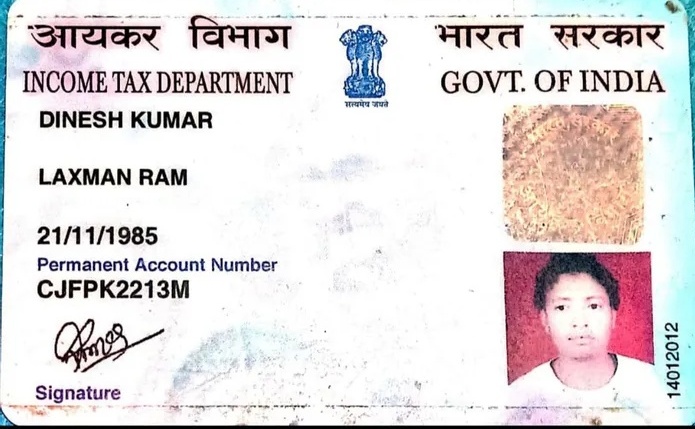 आयकर विभाग
भारत सरकार
INCOME TAX DEPARTMENT
GOVT. OF INDIA
सत्यमेव जयते
DINESH KUMAR
LAXMAN RAM
21/11/1985
Permanent Account Number
CJFPK2213M
Signature
14012012